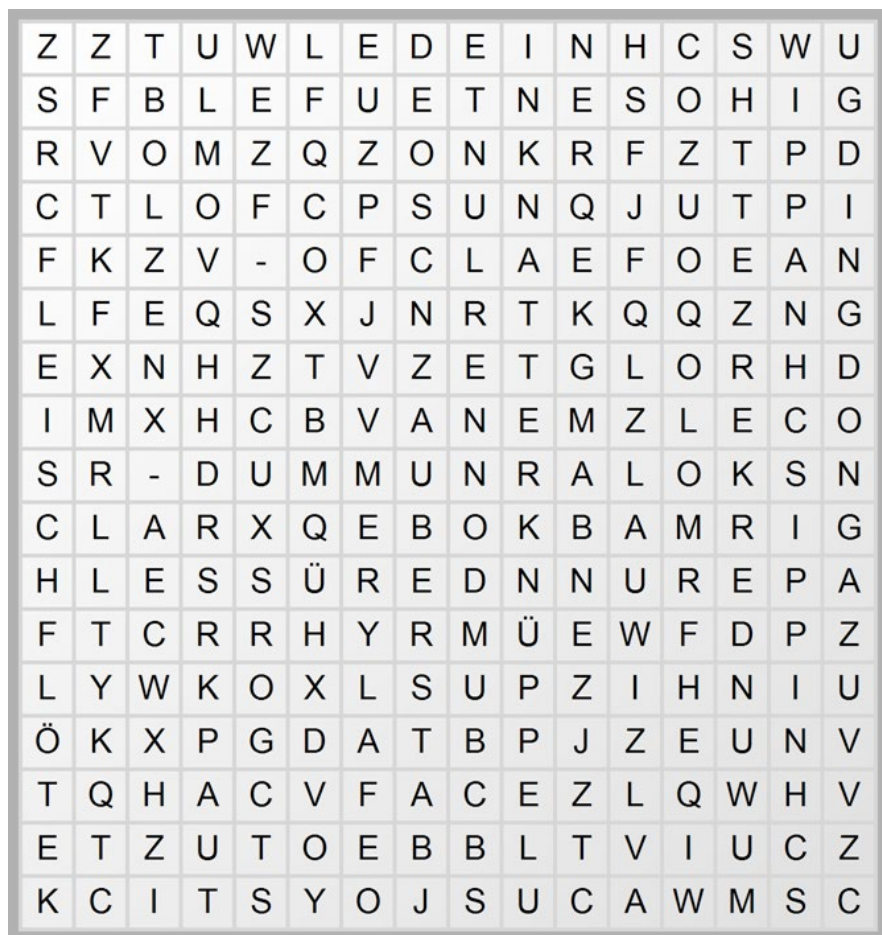 Z Z T U W L E D E I N H C S W U
S F B L E F U E T N E S O H I G
R V O M Z Q Z O N K R F Z T P D
C T L O F C P S U N Q J U T P I
F K Z V - O F C L A E F O E A N
L F E Q S X J N R T K Q Q Z N G
E X N H Z T V Z E T G L O R H D
I M X H C B V A N E M Z L E C O
S R - D U M M U N R A L O K S N
C L A R X Q E B O K B A M R I G
H L E S S Ü R E D N N U R E P A
F T C R R H Y R M Ü E W F D P Z
L Y W K O X L S U P Z I H N I U
Ö K X P G D A T B P J Z E U N V
T Q H A C V F A C E Z L Q W H V
E T Z U T O E B B L T V I U C Z
K C I T S Y O J S U C A W M S C